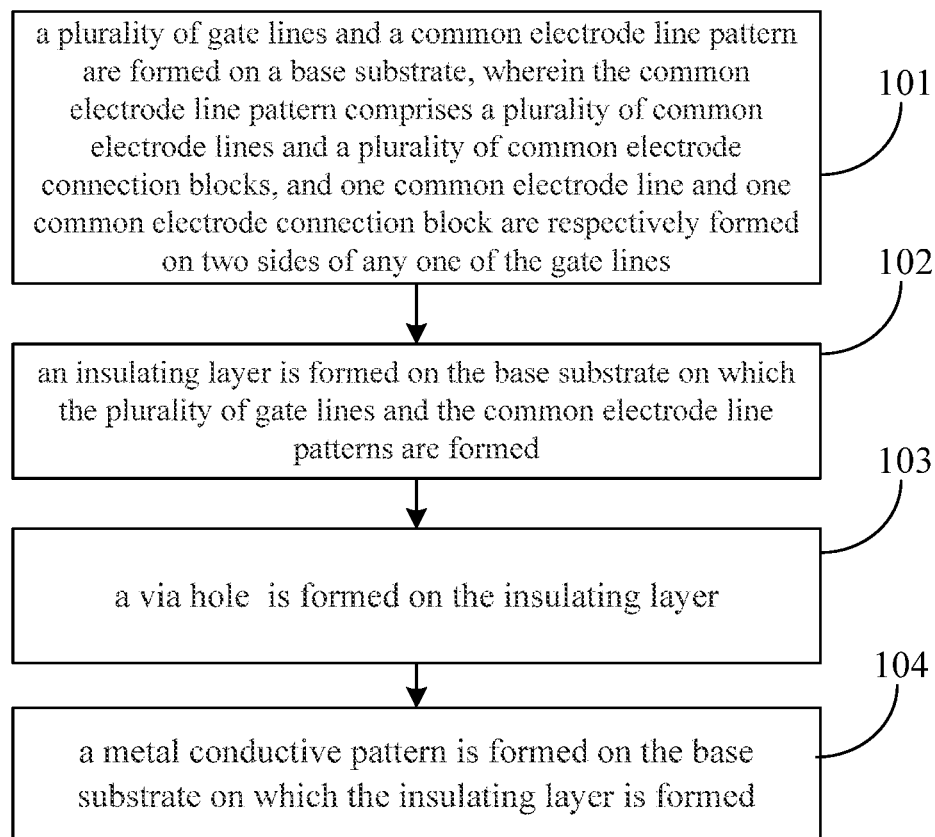 a plurality of gate lines and a common electrode line pattern
are formed on a base substrate, wherein the common
electrode line pattern comprises a plurality of common
electrode lines and a plurality of common electrode
connection blocks, and one common electrode line and one
common electrode connection block are respectively formed
on two sides of any one of the gate lines
101
102
an insulating layer is formed on the base substrate on which
the plurality of gate lines and the common electrode line
patterns are formed
103
a via hole is formed on the insulating layer
104
a metal conductive pattern is formed on the base
substrate on which the insulating layer is formed